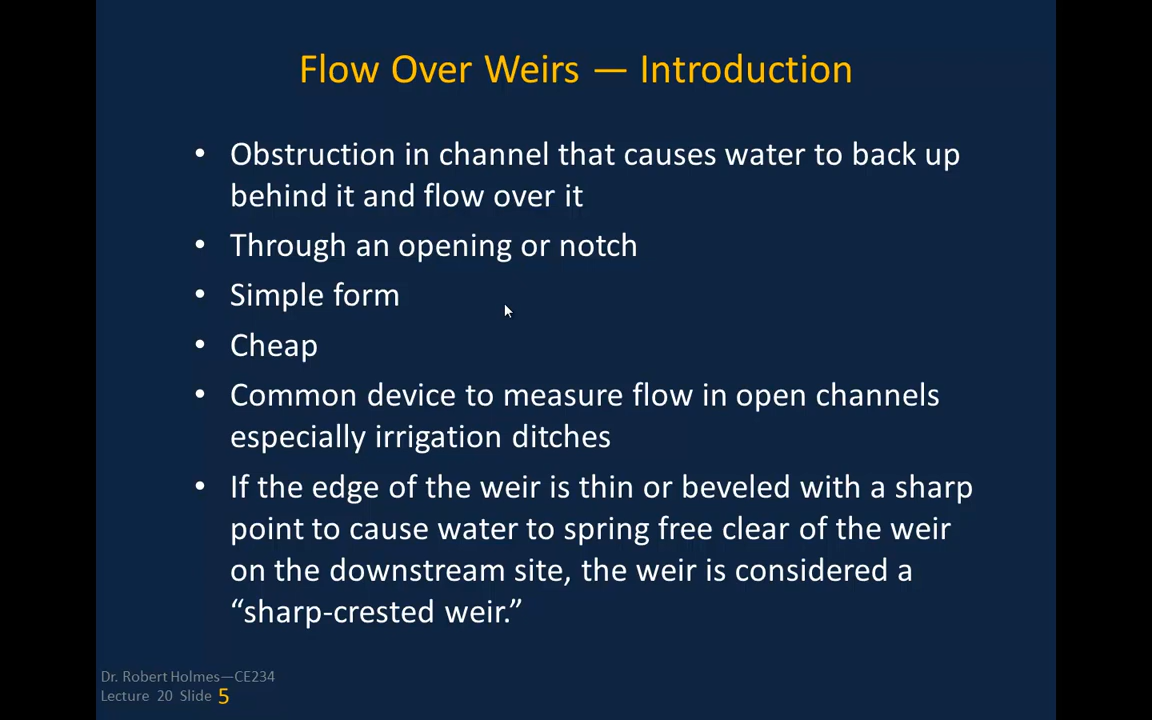 Flow Over Weirs — Introduction
• Obstruction in channel that causes water to back up
behind it and flow over it
• Through an opening or notch
• Simple form
• Cheap
• Common device to measure flow in open channels
especially irrigation ditches
• If the edge of the weir is thin or beveled with a sharp
point to cause water to spring free clear of the weir
on the downstream site, the weir is considered a
“sharp-crested weir.”
Dr. Robert Holmes—CE234
Lecture 20 Slide 5